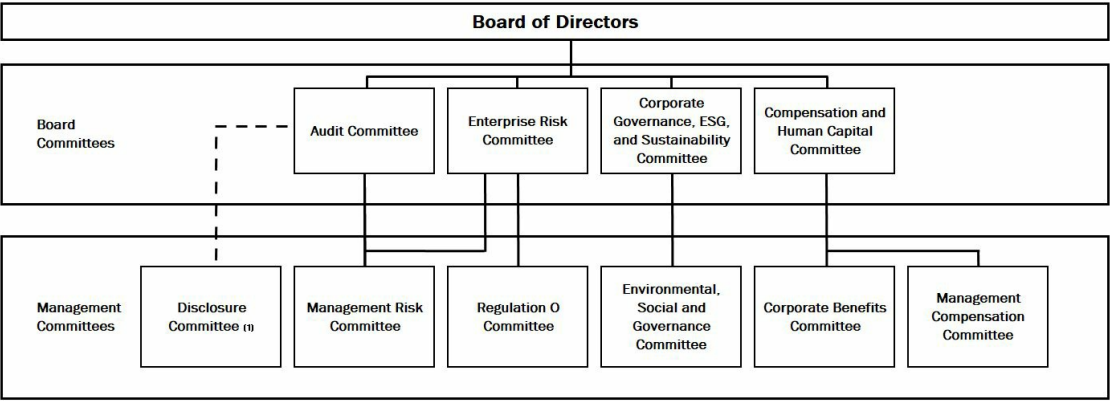 Board of Directors
Board
Committees
Audit Committee
Enterprise Risk
Committee
Corporate
Governance, ESG,
and Sustainability
Committee
Compensation and
Human Capital
Committee
Management
Committees
Disclosure
Committee (1)
Management Risk
Committee
Regulation O
Committee
Environmental,
Social and
Governance
Committee
Corporate Benefits
Committee
Management
Compensation
Committee